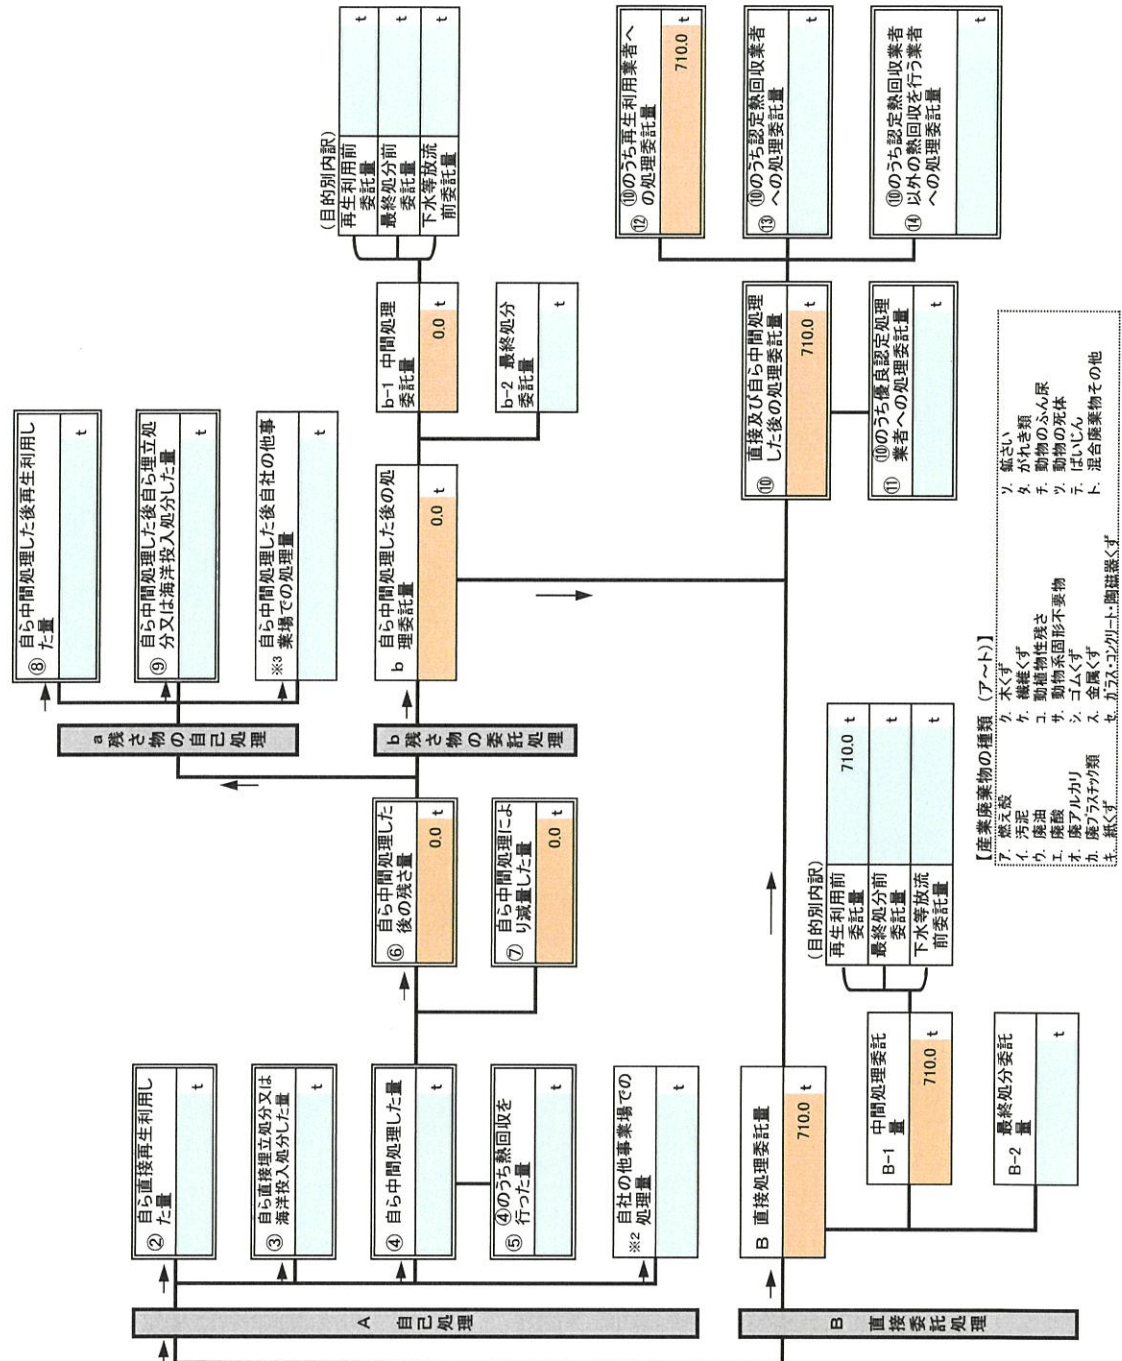 A
自己処理
② 自ら直接再生利用し
た量
t
③ 自ら直接埋立処分又は
海洋投入処分した量
t
④ 自ら中間処理した量
t
⑤ ④のうち熱回収を
行った量
t
※2 自社の他事業場での
処理量
t
⑥ 自ら中間処理した
後の残さ量
0.0 t
⑦ 自ら中間処理によ
り減量した量
0.0 t
a 残さ物の自己処理
⑧ 自ら中間処理した後再生利用し
た量
t
⑨ 自ら中間処理した後自ら埋立処
分又は海洋投入処分した量
t
※3 自ら中間処理した後自社の他事
業場での処理量
t
b 残さ物の委託処理
b 自ら中間処理した後の処
理委託量
0.0 t
b-1 中間処理
委託量
0.0 t
b-2 最終処分
委託量
t
(目的別内訳)
再生利用前
委託量
t
最終処分前
委託量
t
下水等放流
前委託量
t
B
直接委託処理
B 直接処理委託量
710.0 t
B-1 中間処理委託
量
710.0 t
B-2 最終処分委託
量
t
(目的別内訳)
再生利用前
委託量
710.0 t
最終処分前
委託量
t
下水等放流
前委託量
t
⑩ 直接及び自ら中間処理
した後の処理委託量
710.0 t
⑪ ⑩のうち優良認定処理
業者への処理委託量
t
⑫ ⑩のうち再生利用業者へ
の処理委託量
710.0 t
⑬ ⑩のうち認定熱回収業者
への処理委託量
t
⑭ ⑩のうち認定熱回収業者
以外の熱回収を行う業者
への処理委託量
t
【産業廃棄物の種類 (ア~ト)】
ア. 燃え殻
イ. 汚泥
ウ. 廃油
エ. 廃酸
オ. 廃アルカリ
カ. 廃プラスチック類
キ. 紙くず
ク. 木くず
ケ. 繊維くず
コ. 動植物性残さ
サ. 動物系固形不要物
シ. ゴムくず
ス. 金属くず
セ. ガラス・コンクリート・陶磁器くず
ソ. 鉱さい
タ. がれき類
チ. 動物のふん尿
ツ. 動物の死体
テ. ばいじん
ト. 混合廃棄物その他